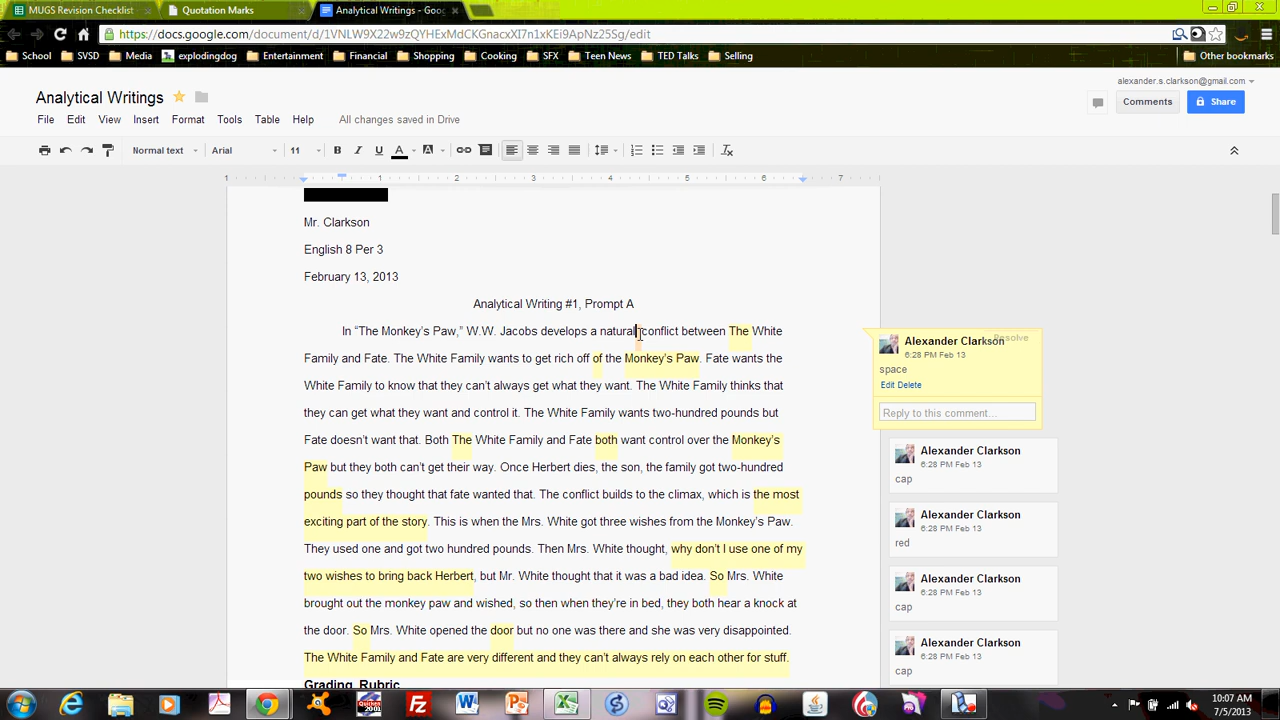 MUGS Revision Checklist
Quotation Marks
Analytical Writings - Goo
https://docs.google.com/document/d/1VNLW9X22w9zQYHExMdCKGnacxXI7n1xKEi9ApNz25Sg/edit
School SVSD Media explodingdog Entertainment Financial Shopping Cooking SFX Teen News TED Talks Selling Other bookmarks
alexander.s.clarkson@gmail.com
Analytical Writings
Comments Share
File Edit View Insert Format Tools Table Help All changes saved in Drive
Normal text Arial 11 B I U A A
1 1 2 3 4 5 6 7
Mr. Clarkson
English 8 Per 3
February 13, 2013
Analytical Writing #1, Prompt A
In “The Monkey’s Paw,” W.W. Jacobs develops a natural conflict between The White
Family and Fate. The White Family wants to get rich off of the Monkey’s Paw. Fate wants the
White Family to know that they can’t always get what they want. The White Family thinks that
they can get what they want and control it. The White Family wants two-hundred pounds but
Fate doesn’t want that. Both The White Family and Fate both want control over the Monkey’s
Paw but they both can’t get their way. Once Herbert dies, the son, the family got two-hundred
pounds so they thought that fate wanted that. The conflict builds to the climax, which is the most
exciting part of the story. This is when the Mrs. White got three wishes from the Monkey’s Paw.
They used one and got two hundred pounds. Then Mrs. White thought, why don’t I use one of my
two wishes to bring back Herbert, but Mr. White thought that it was a bad idea. So Mrs. White
brought out the monkey paw and wished, so then when they’re in bed, they both hear a knock at
the door. So Mrs. White opened the door but no one was there and she was very disappointed.
The White Family and Fate are very different and they can’t always rely on each other for stuff.
Grading Rubric
Alexander Clarkson Resolve
6:28 PM Feb 13
space
Edit Delete
Reply to this comment...
Alexander Clarkson
6:28 PM Feb 13
cap
Alexander Clarkson
6:28 PM Feb 13
red
Alexander Clarkson
6:28 PM Feb 13
cap
Alexander Clarkson
6:28 PM Feb 13
cap
10:07 AM
7/5/2013